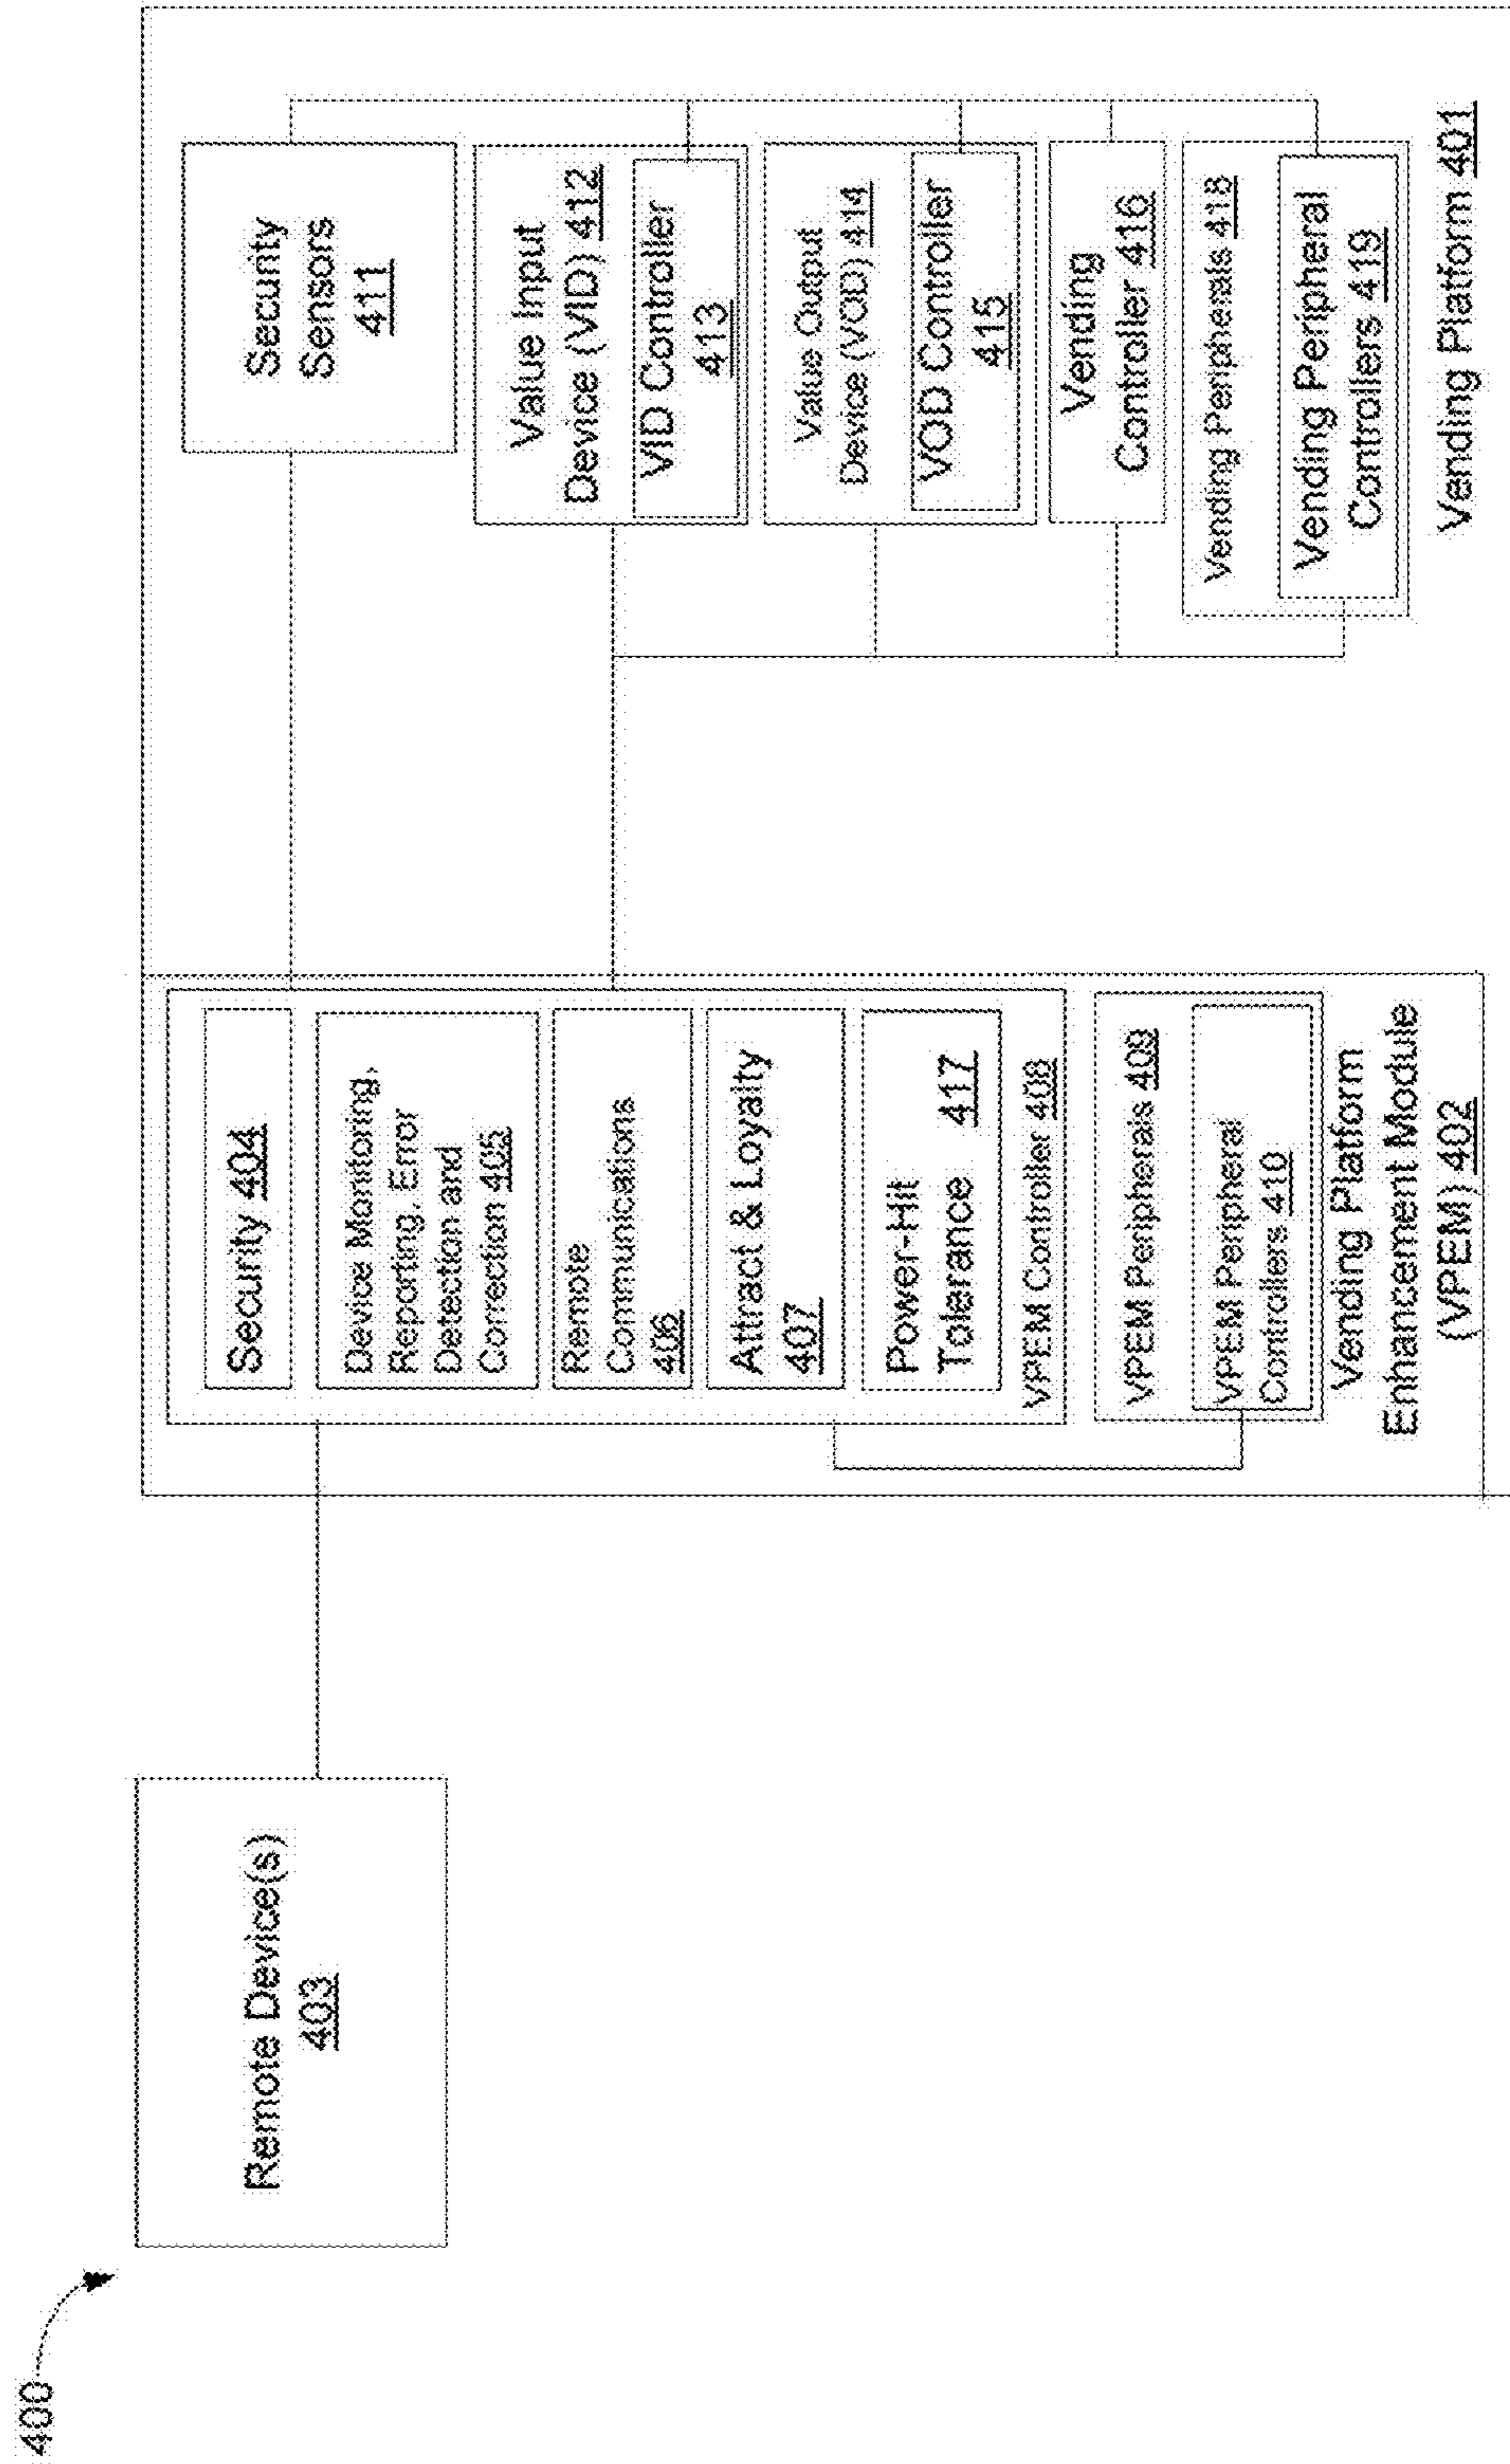 400
Remote Device(s)
403
Security 404
Device Monitoring,
Reporting, Error
Detection and
Correction 405
Remote
Communications
406
Attract & Loyalty
407
Power-Hit
Tolerance 417
VPEM Controller 408
VPEM Peripherals 409
VPEM Peripheral
Controllers 410
Vending Platform
Enhancement Module
(VPEM) 402
Security
Sensors
411
Value Input
Device (VID) 412
VID Controller
413
Value Output
Device (VOD) 414
VOD Controller
415
Vending
Controller 416
Vending Peripherals 418
Vending Peripheral
Controllers 419
Vending Platform 401